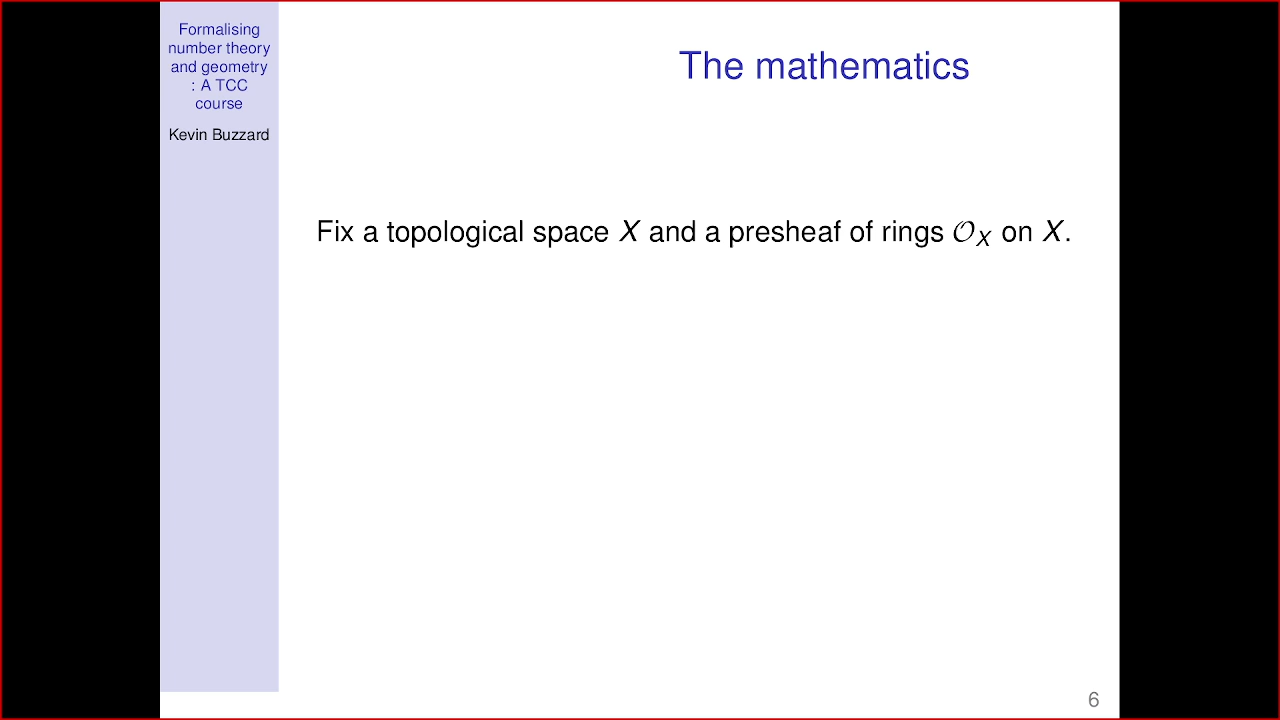 Formalising
number theory
and geometry
: A TCC
course
Kevin Buzzard
The mathematics
Fix a topological space X and a presheaf of rings 𝒪_X on X.
6